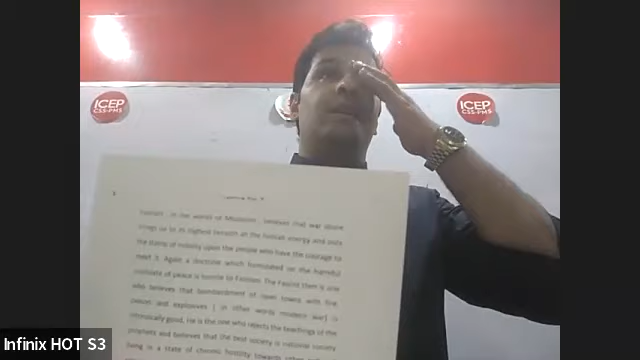 ICEP
CSS-PMS
ICEP
CSS-PMS
Fascism, in the words of Mussolini, believes that war alone
brings up to its highest tension all the human energy and puts
the stamp of nobility upon the people who have the courage to
meet it. Again a doctrine which formulated on the harmful
postulate of peace is hostile to Fascism. The Fascist then is one
who believes that bombardment of open towns with fire
and explosives ( in other words modern war) is
intrinsically good. He is the one who rejects the teachings of the
prophets and believes that the best society is national society
living in a state of chronic hostility towards other
Infinix HOT S3